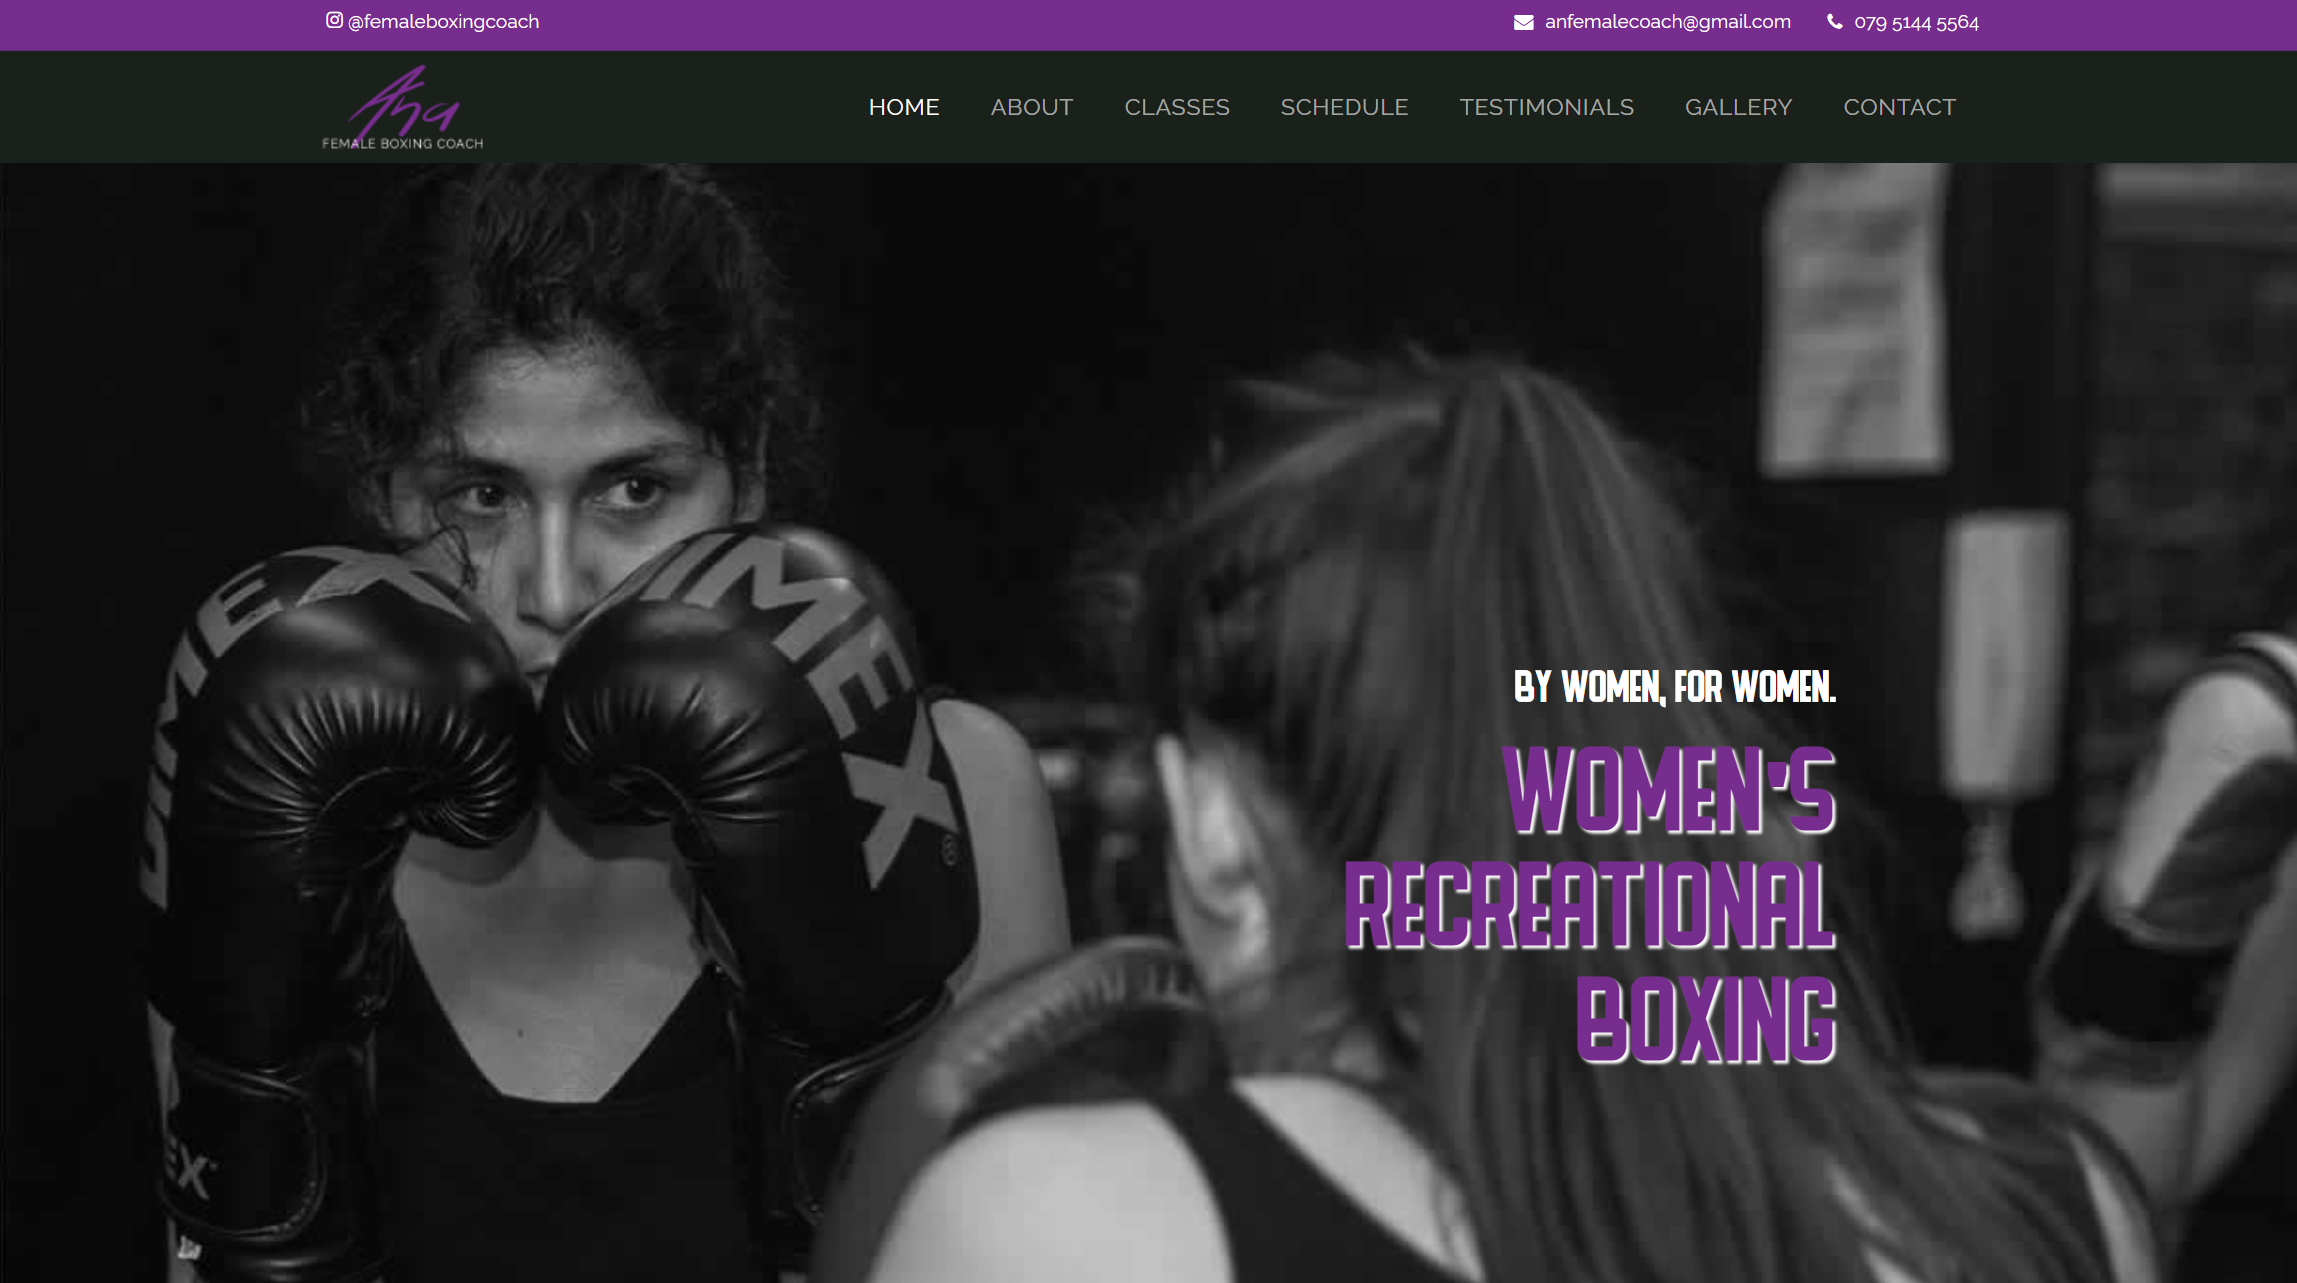 @femaleboxingcoach
anfemalecoach@gmail.com
079 5144 5564
Ana
FEMALE BOXING COACH
HOME
ABOUT
CLASSES
SCHEDULE
TESTIMONIALS
GALLERY
CONTACT
IMEX
®
BY WOMEN, FOR WOMEN.
WOMEN'S
RECREATIONAL
BOXING